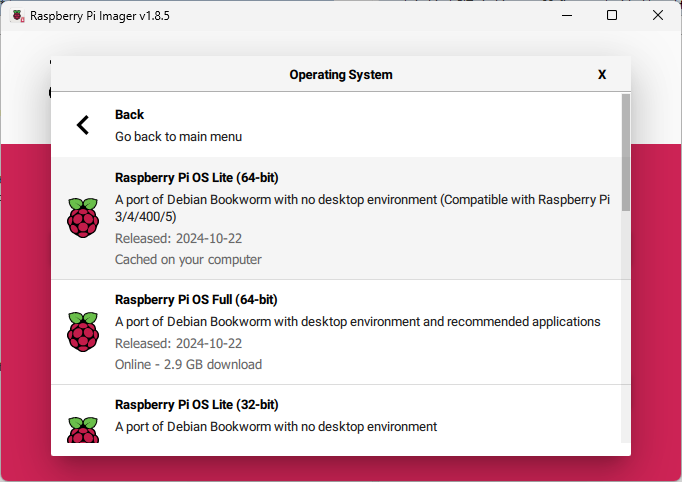 Raspberry Pi Imager v1.8.5
Operating System
X
Back
Go back to main menu
Raspberry Pi OS Lite (64-bit)
A port of Debian Bookworm with no desktop environment (Compatible with Raspberry Pi
3/4/400/5)
Released: 2024-10-22
Cached on your computer
Raspberry Pi OS Full (64-bit)
A port of Debian Bookworm with desktop environment and recommended applications
Released: 2024-10-22
Online - 2.9 GB download
Raspberry Pi OS Lite (32-bit)
A port of Debian Bookworm with no desktop environment